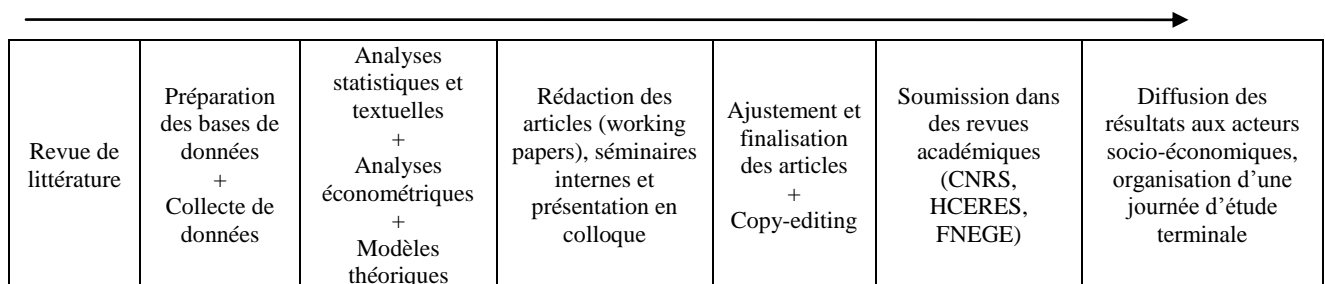 Revue de
littérature
Préparation
des bases de
données
+
Collecte de
données
Analyses
statistiques et
textuelles
+
Analyses
économétriques
+
Modèles
théoriques
Rédaction des
articles (working
papers), séminaires
internes et
présentation en
colloque
Ajustement et
finalisation
des articles
+
Copy-editing
Soumission dans
des revues
académiques
(CNRS,
HCERES,
FNEGE)
Diffusion des
résultats aux acteurs
socio-économiques,
organisation d'une
journée d'étude
terminale